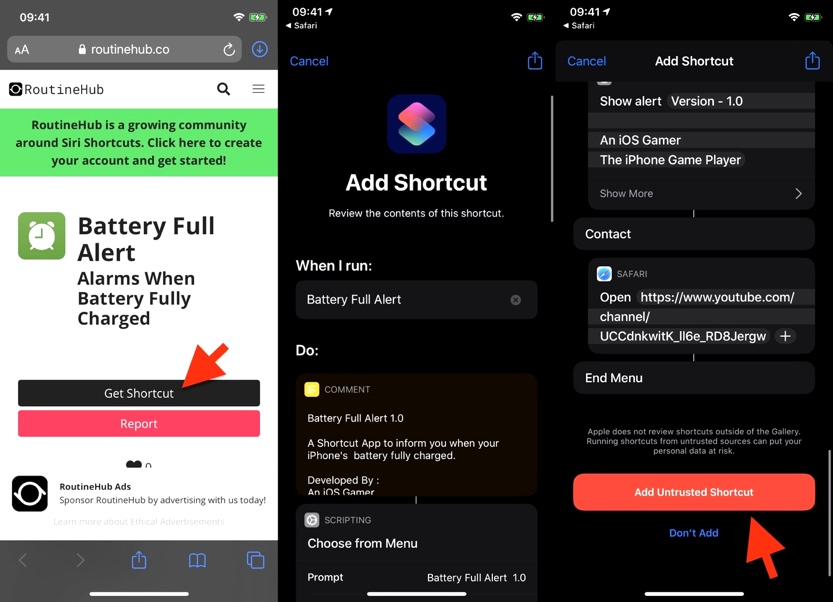 09:41
AA
routinehub.co
RoutineHub
RoutineHub is a growing community
around Siri Shortcuts. Click here to create
your account and get started!
Battery Full
Alert
Alarms When
Battery Fully
Charged
Get Shortcut
Report
0
RoutineHub Ads
Sponsor RoutineHub by advertising with us today!
Learn more about Ethical Advertisements
09:41
Safari
Cancel
Add Shortcut
Review the contents of this shortcut.
When I run:
Battery Full Alert
Do:
COMMENT
Battery Full Alert 1.0
A Shortcut App to inform you when your
iPhone's battery fully charged.
Developed By :
An iOS Gamer
SCRIPTING
Choose from Menu
Prompt Battery Full Alert 1.0
09:41
Safari
Cancel Add Shortcut
Show alert Version - 1.0
An iOS Gamer
The iPhone Game Player
Show More
Contact
SAFARI
Open https://www.youtube.com/
channel/
UCCdnkwitK_ll6e_RD8Jergw
End Menu
Apple does not review shortcuts outside of the Gallery.
Running shortcuts from untrusted sources can put your
personal data at risk.
Add Untrusted Shortcut
Don't Add